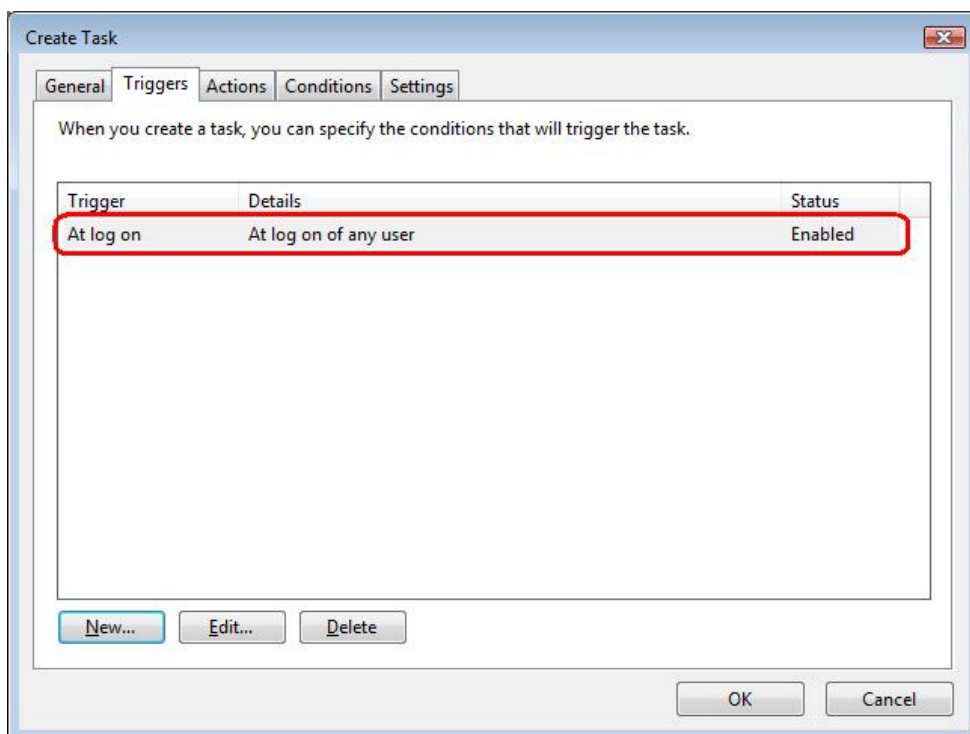 Create Task
General Triggers Actions Conditions Settings
When you create a task, you can specify the conditions that will trigger the task.
Trigger Details Status
At log on At log on of any user Enabled
New... Edit... Delete
OK Cancel